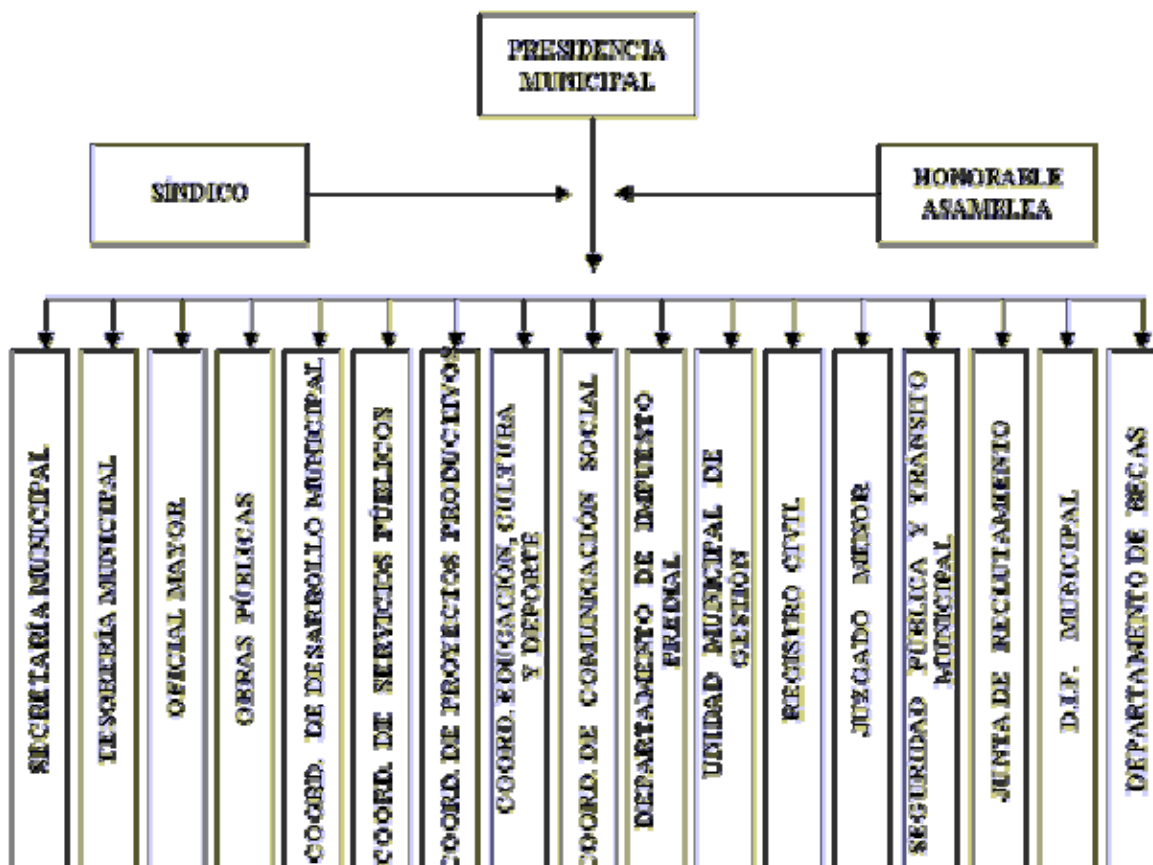 PRESIDENCIA
MUNICIPAL
SÍNDICO
HONORABLE
ASAMBLEA
SECRETARÍA MUNICIPAL
TESORERÍA MUNICIPAL
OFICIAL MAYOR
OBRAS PÚBLICAS
COORD. DE DESAROLLO MUNICIPAL
COORD. DE SERVICIOS PÚBLICOS
COORD. DE PROYECTOS PRODUCTIVOS
COORD. EDUCACIÓN, CULTURA
Y DEPORTE
COORD. DE COMUNICACIÓN SOCIAL
DEPARTAMENTO DE IMPUESTO
PREDIAL
UNIDAD MUNICIPAL DE
GESTIÓN
REGISTRO CIVIL
JUZGADO MENOR
SEGURIDAD PÚBLICA Y TRÁNSITO
MUNICIPAL
JUNTA DE RECLUTAMIENTO
D.I.F. MUNICIPAL
DEPARTAMENTO DE BECAS